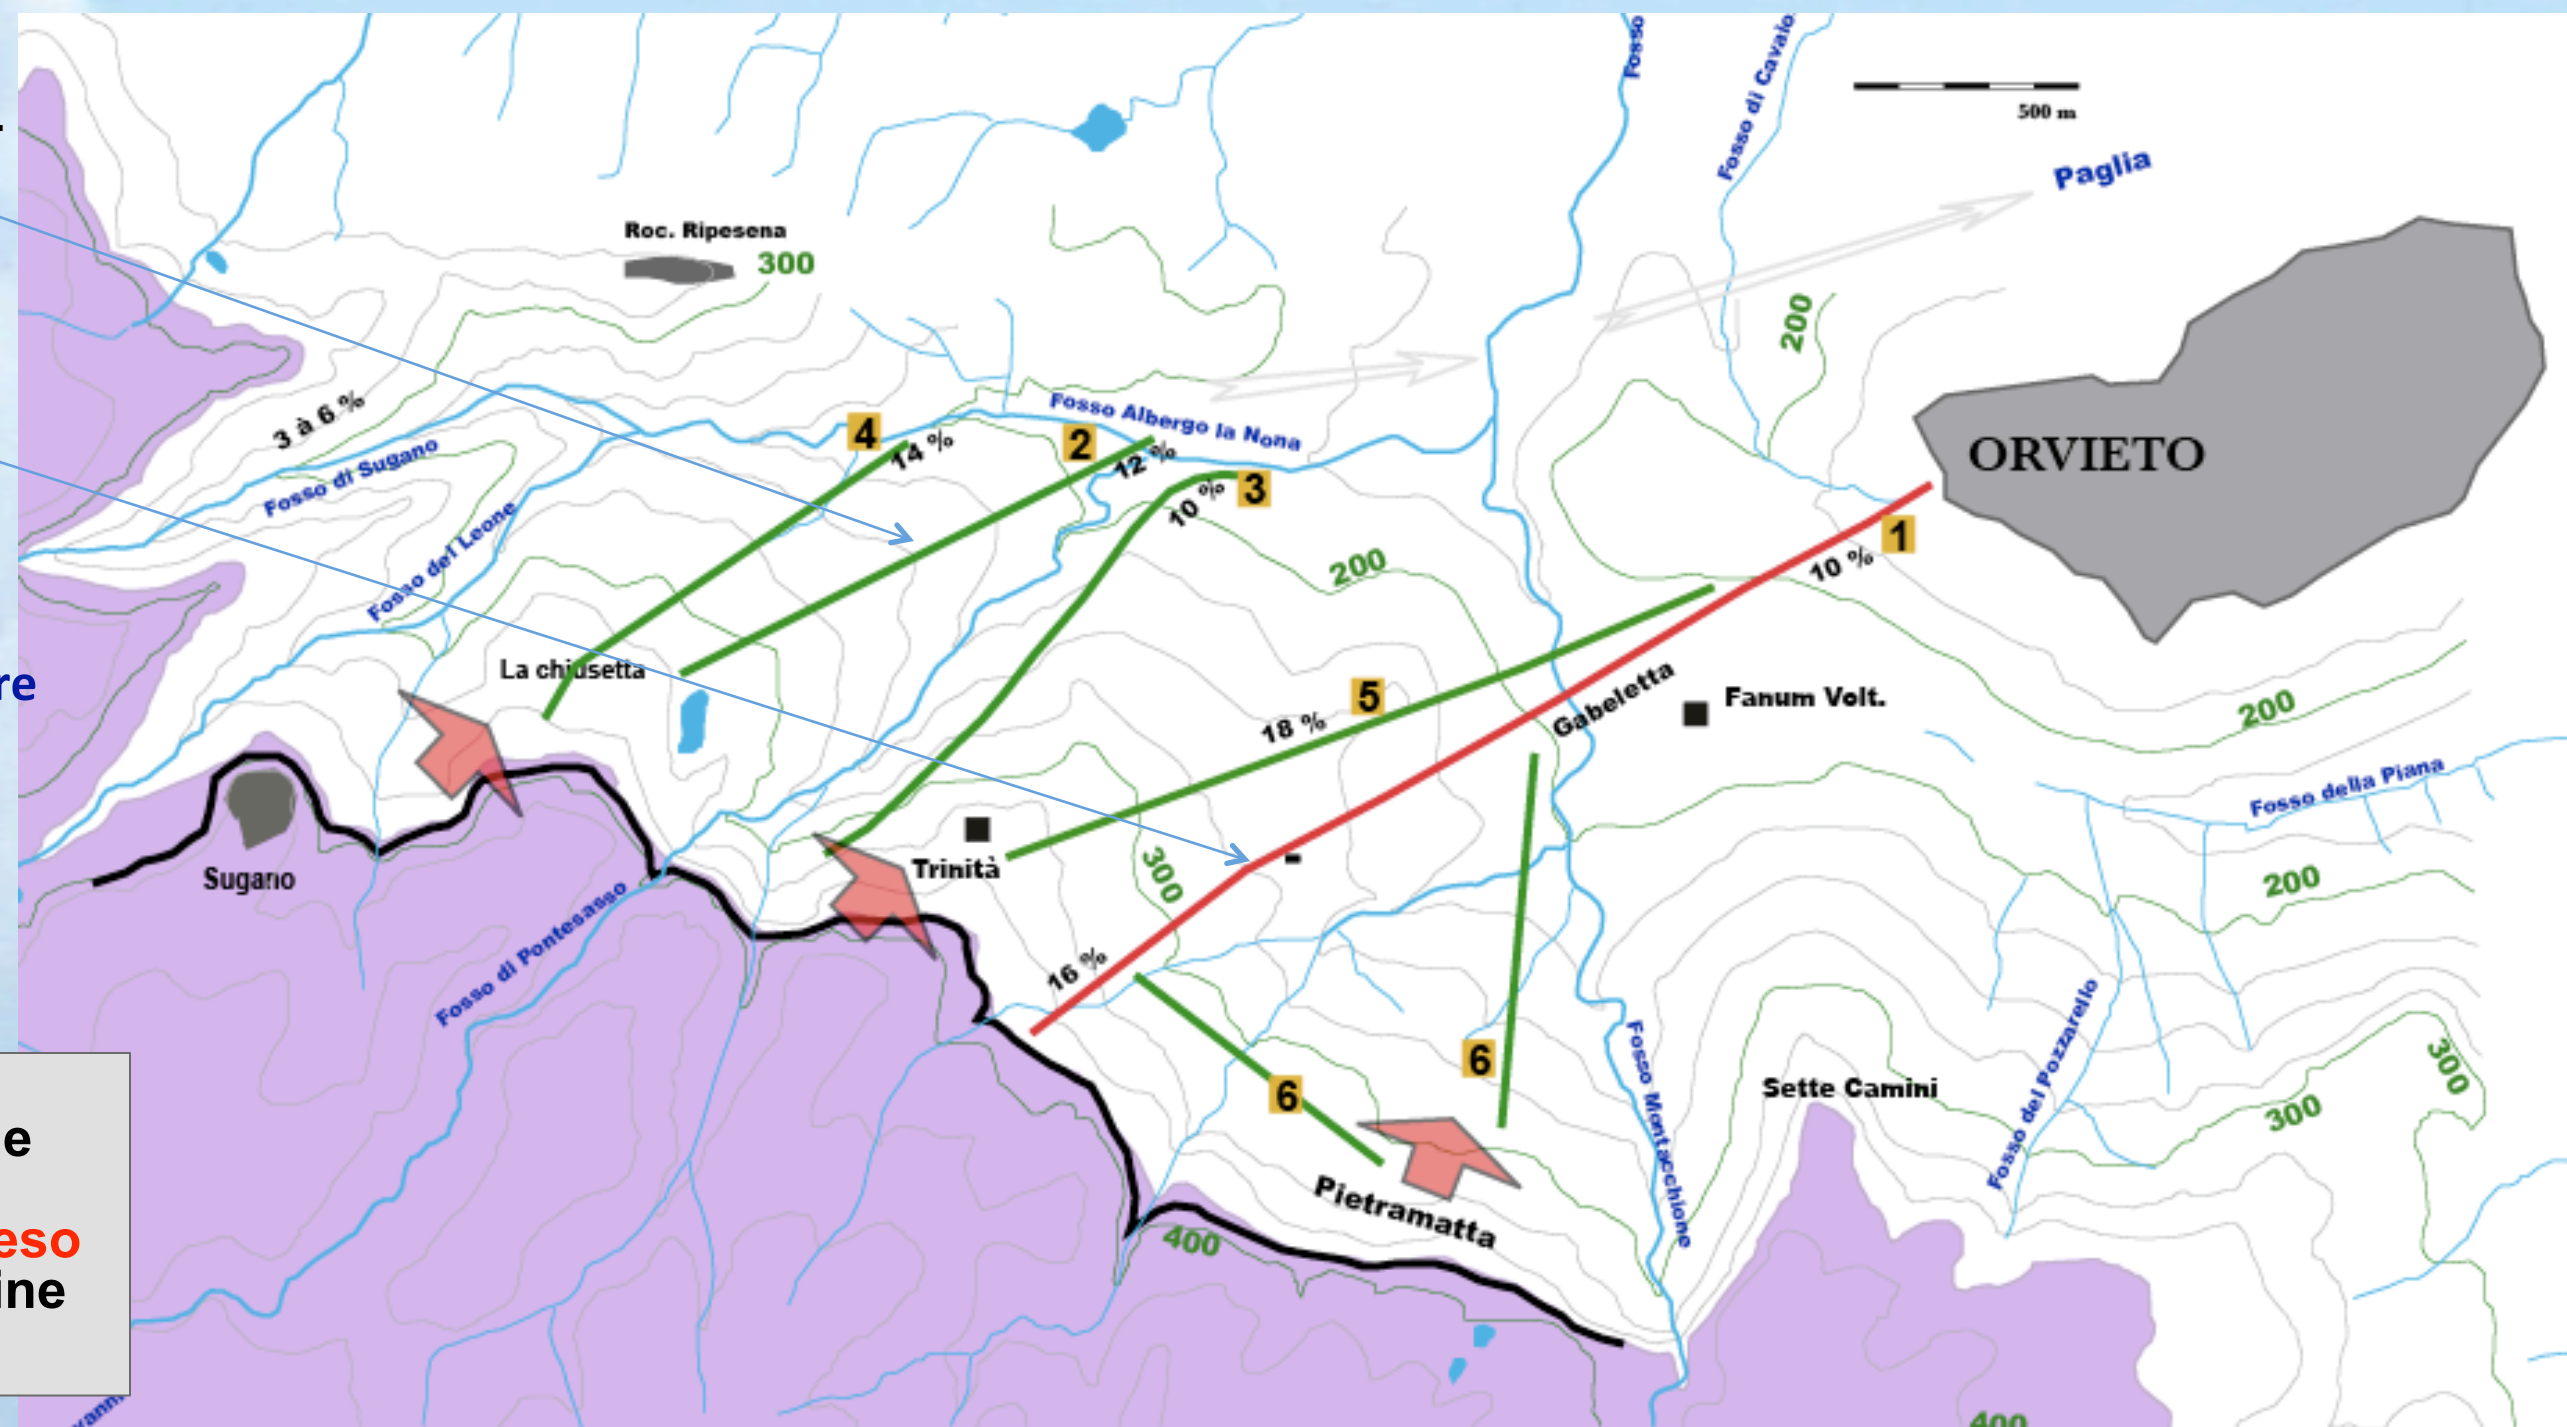 Fosso
Fosso di Cavaio
500 m
Paglia
Roc. Ripesena
300
200
3 à 6 %
Fosso di Sugano
Fosso del Leone
4
14 %
2
12 %
Fosso Albergo la Nona
10 %
3
200
ORVIETO
1
10 %
La chiusetta
re
5
18 %
Gabeletta
Fanum Volt.
200
Fosso della Piana
Sugano
Trinità
300
200
Fosso di Pontesasso
16 %
6
6
Fosso Montacchione
Sette Camini
Fosso del Pozzarello
300
300
e
eso
ine
Pietramatta
400
400